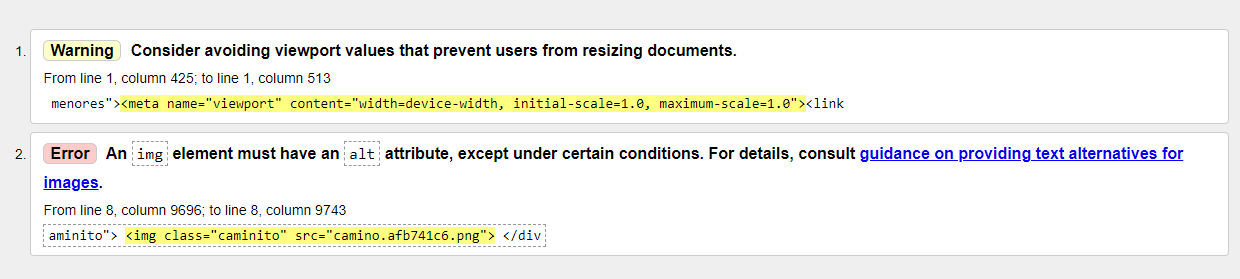 1. Warning Consider avoiding viewport values that prevent users from resizing documents.
From line 1, column 425; to line 1, column 513
menores"><meta name="viewport" content="width=device-width, initial-scale=1.0, maximum-scale=1.0"><link
2. Error An img element must have an alt attribute, except under certain conditions. For details, consult guidance on providing text alternatives for
images.
From line 8, column 9696; to line 8, column 9743
aminito"> <img class="caminito" src="camino.afb741c6.png"> </div